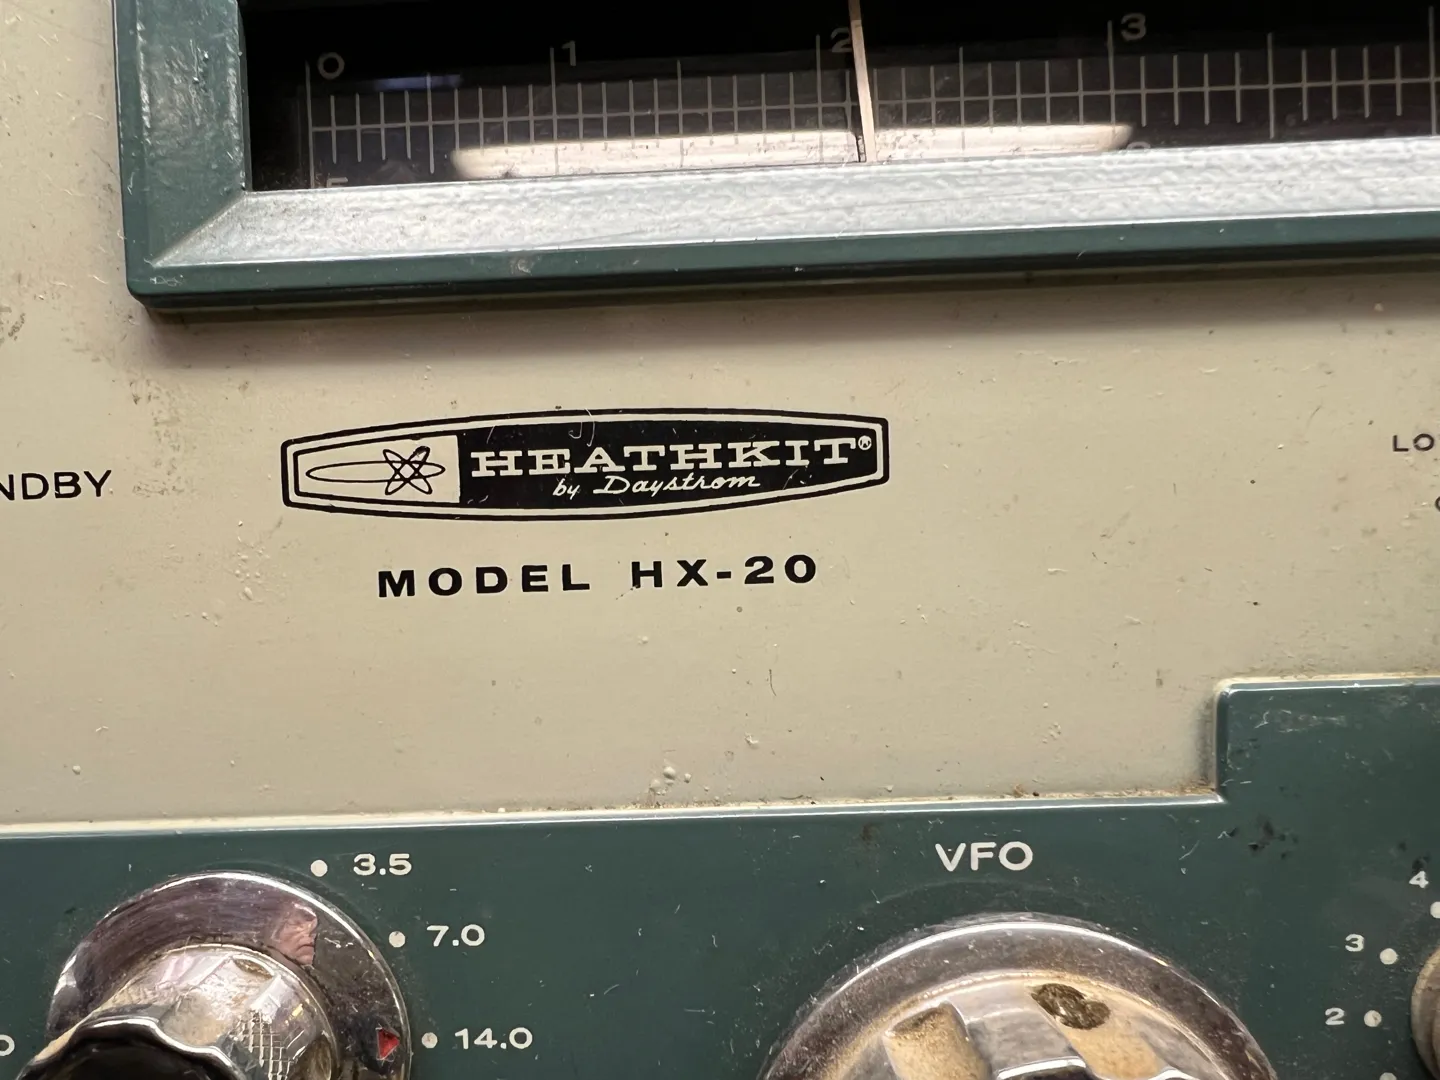 0 1 2 3
NDBY
HEATHKIT®
by Daystrom
LO
MODEL HX-20
VFO
3.5
7.0
14.0
4
3
2